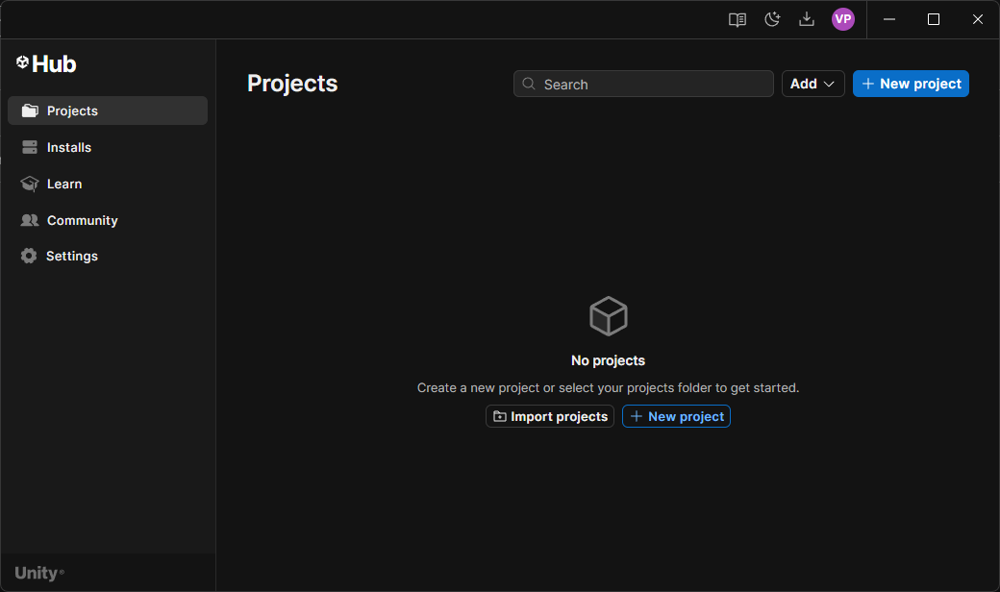 VP
Hub
Projects
Installs
Learn
Community
Settings
Unity®
Projects
Search
Add
New project
No projects
Create a new project or select your projects folder to get started.
Import projects
New project